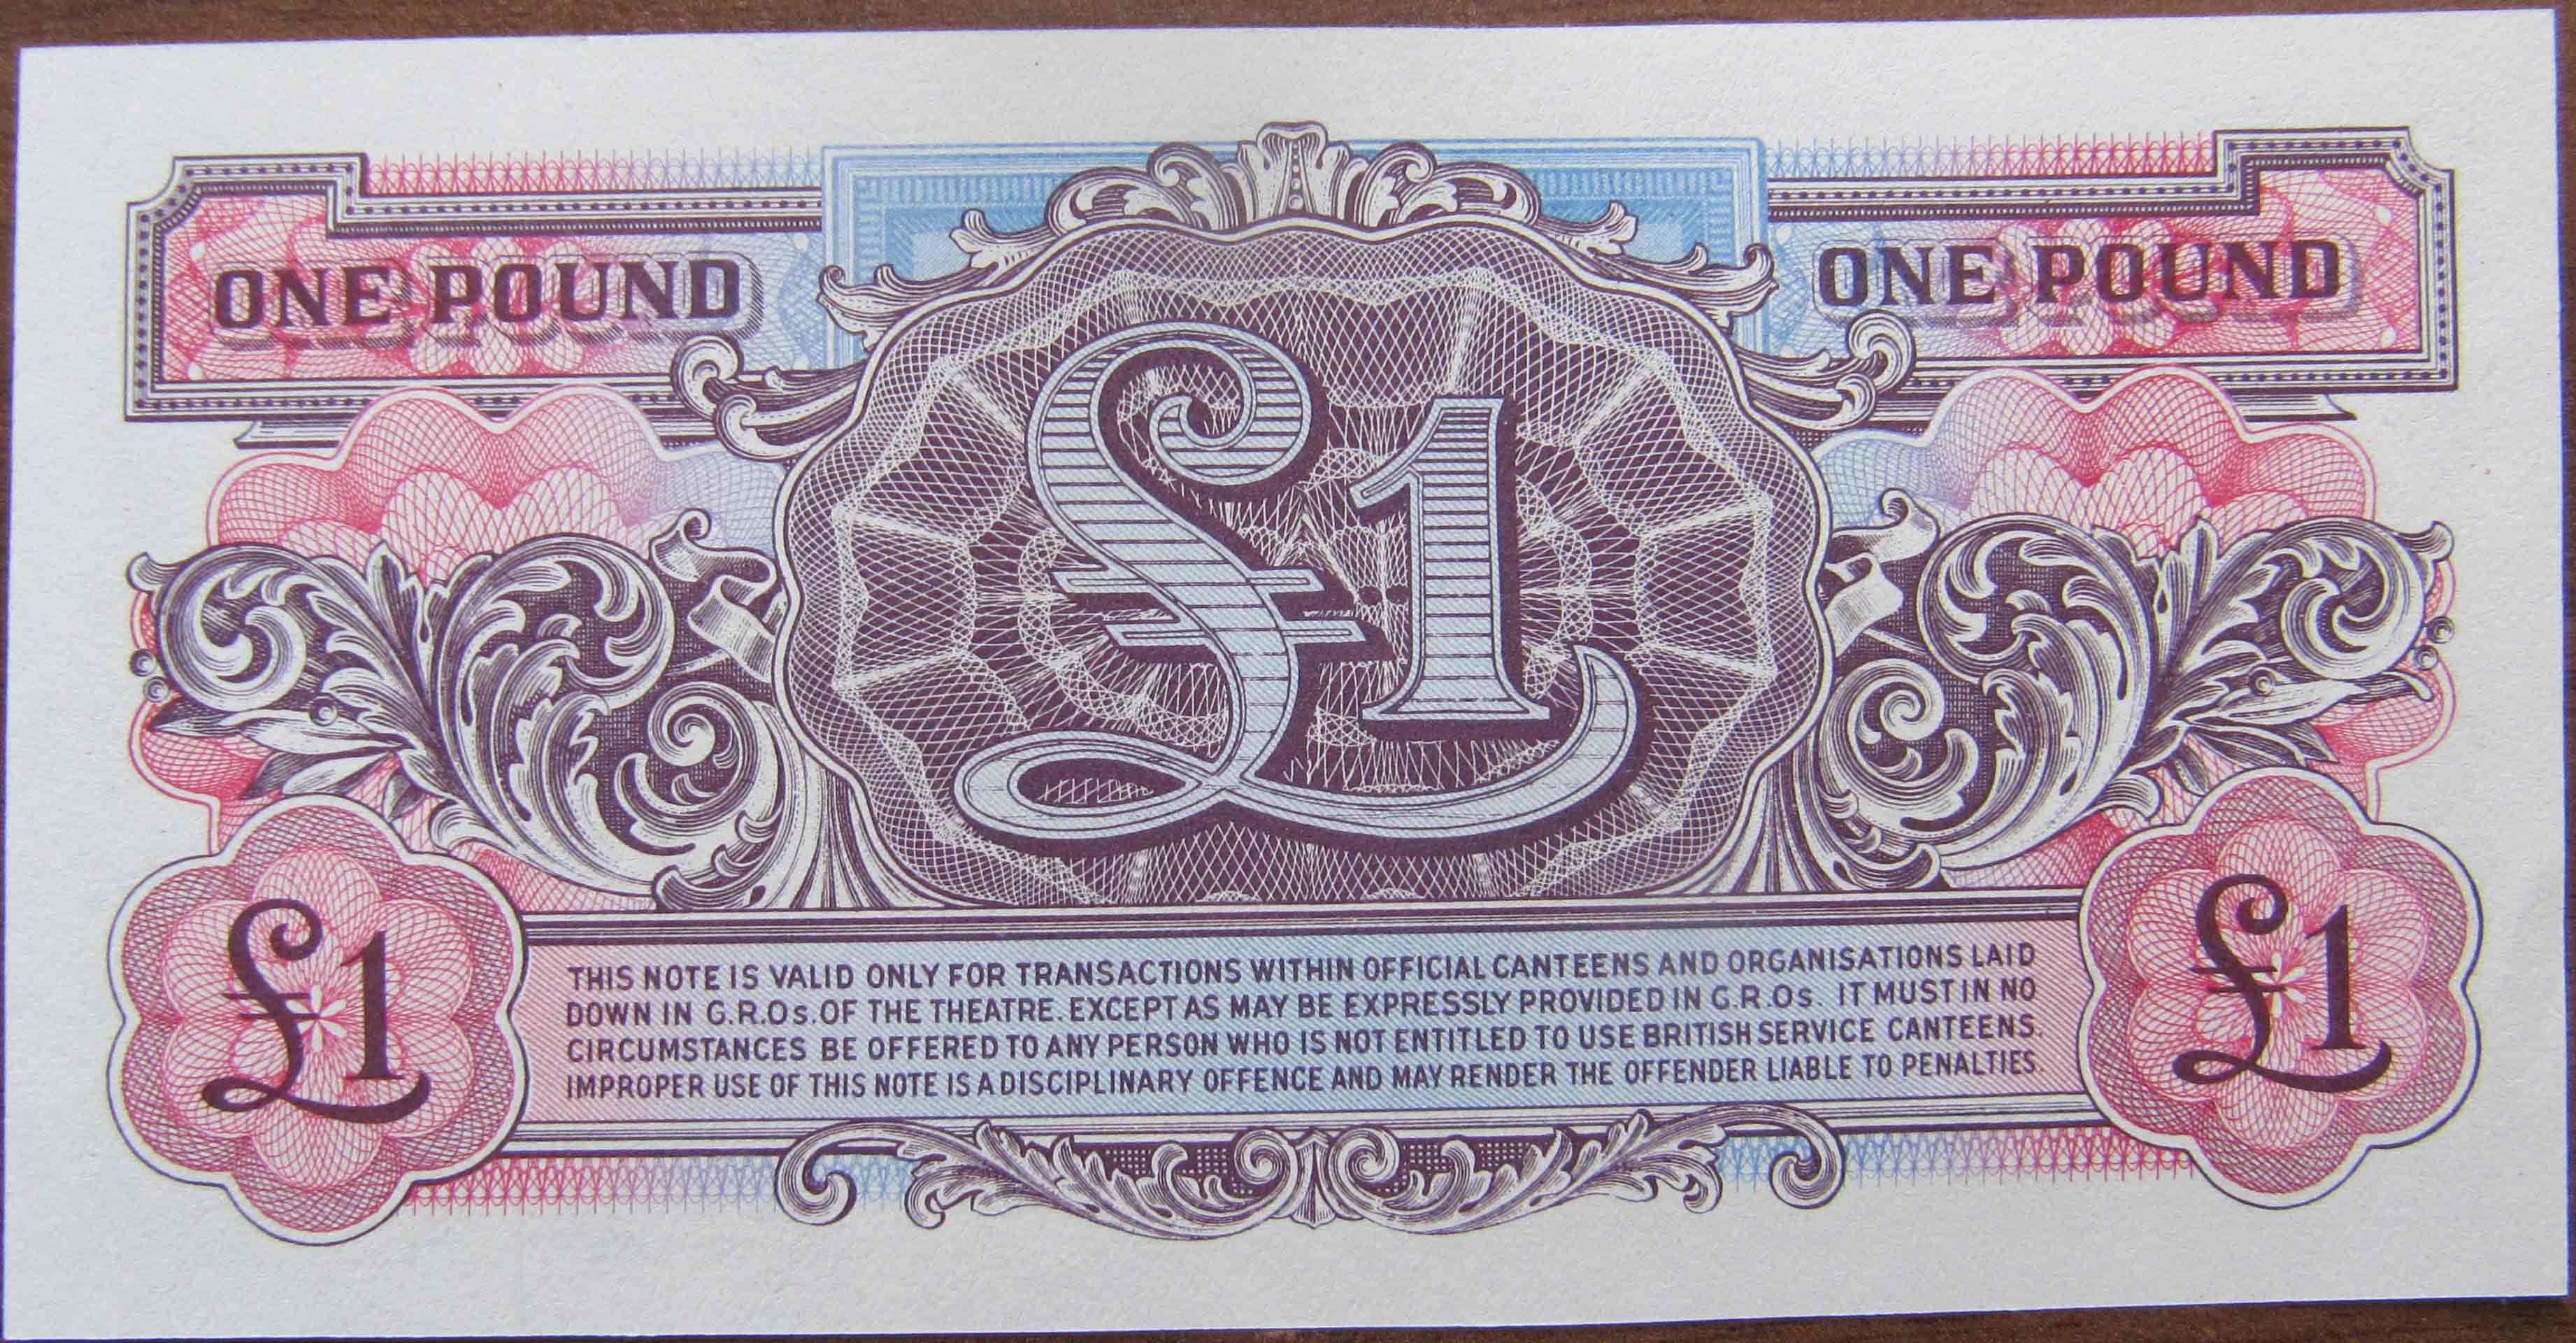 ONE POUND
ONE POUND
£1
THIS NOTE IS VALID ONLY FOR TRANSACTIONS WITHIN OFFICIAL CANTEENS AND ORGANISATIONS LAID
DOWN IN G.R.Os. OF THE THEATRE. EXCEPT AS MAY BE EXPRESSLY PROVIDED IN G.R.Os. IT MUST IN NO
CIRCUMSTANCES BE OFFERED TO ANY PERSON WHO IS NOT ENTITLED TO USE BRITISH SERVICE CANTEENS.
IMPROPER USE OF THIS NOTE IS A DISCIPLINARY OFFENCE AND MAY RENDER THE OFFENDER LIABLE TO PENALTIES.
£1
£1